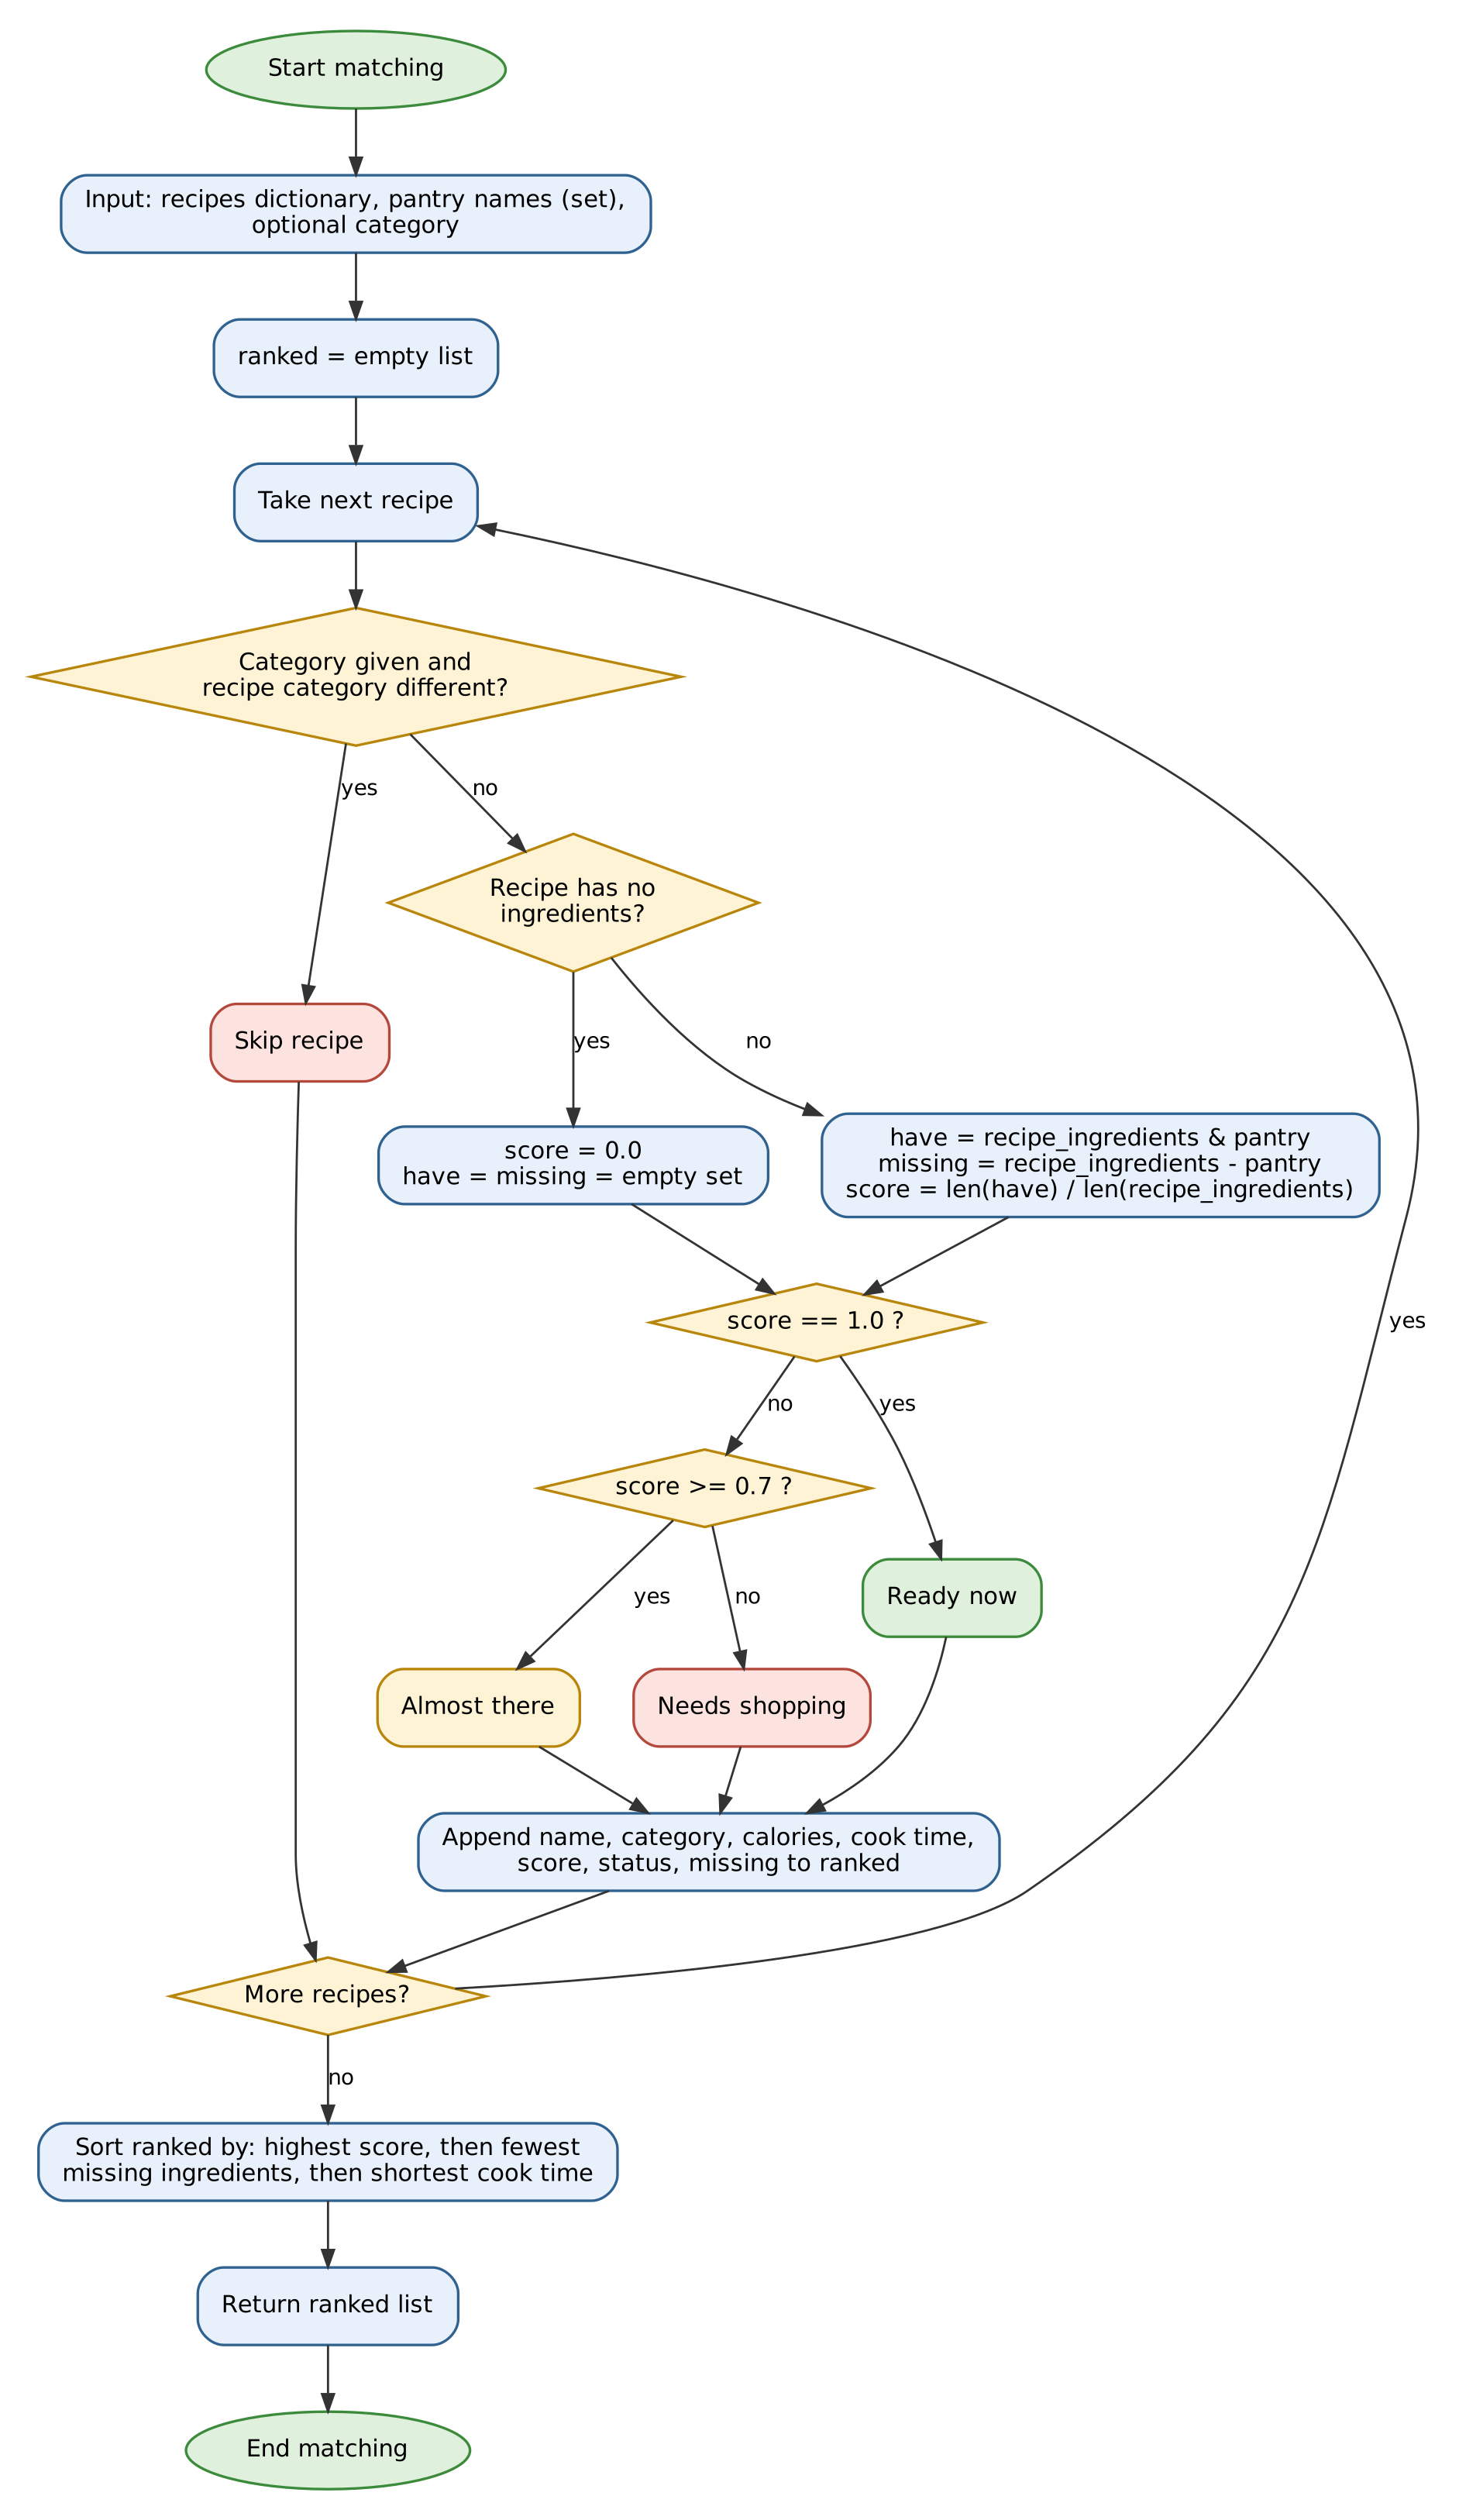 Start matching
Input: recipes dictionary, pantry names (set),
optional category
ranked = empty list
Take next recipe
Category given and
recipe category different?
yes
no
Recipe has no
ingredients?
Skip recipe
yes
no
score = 0.0
have = missing = empty set
have = recipe_ingredients & pantry
missing = recipe_ingredients - pantry
score = len(have) / len(recipe_ingredients)
score == 1.0 ?
yes
no
yes
score >= 0.7 ?
yes
no
Ready now
Almost there
Needs shopping
Append name, category, calories, cook time,
score, status, missing to ranked
More recipes?
no
Sort ranked by: highest score, then fewest
missing ingredients, then shortest cook time
Return ranked list
End matching